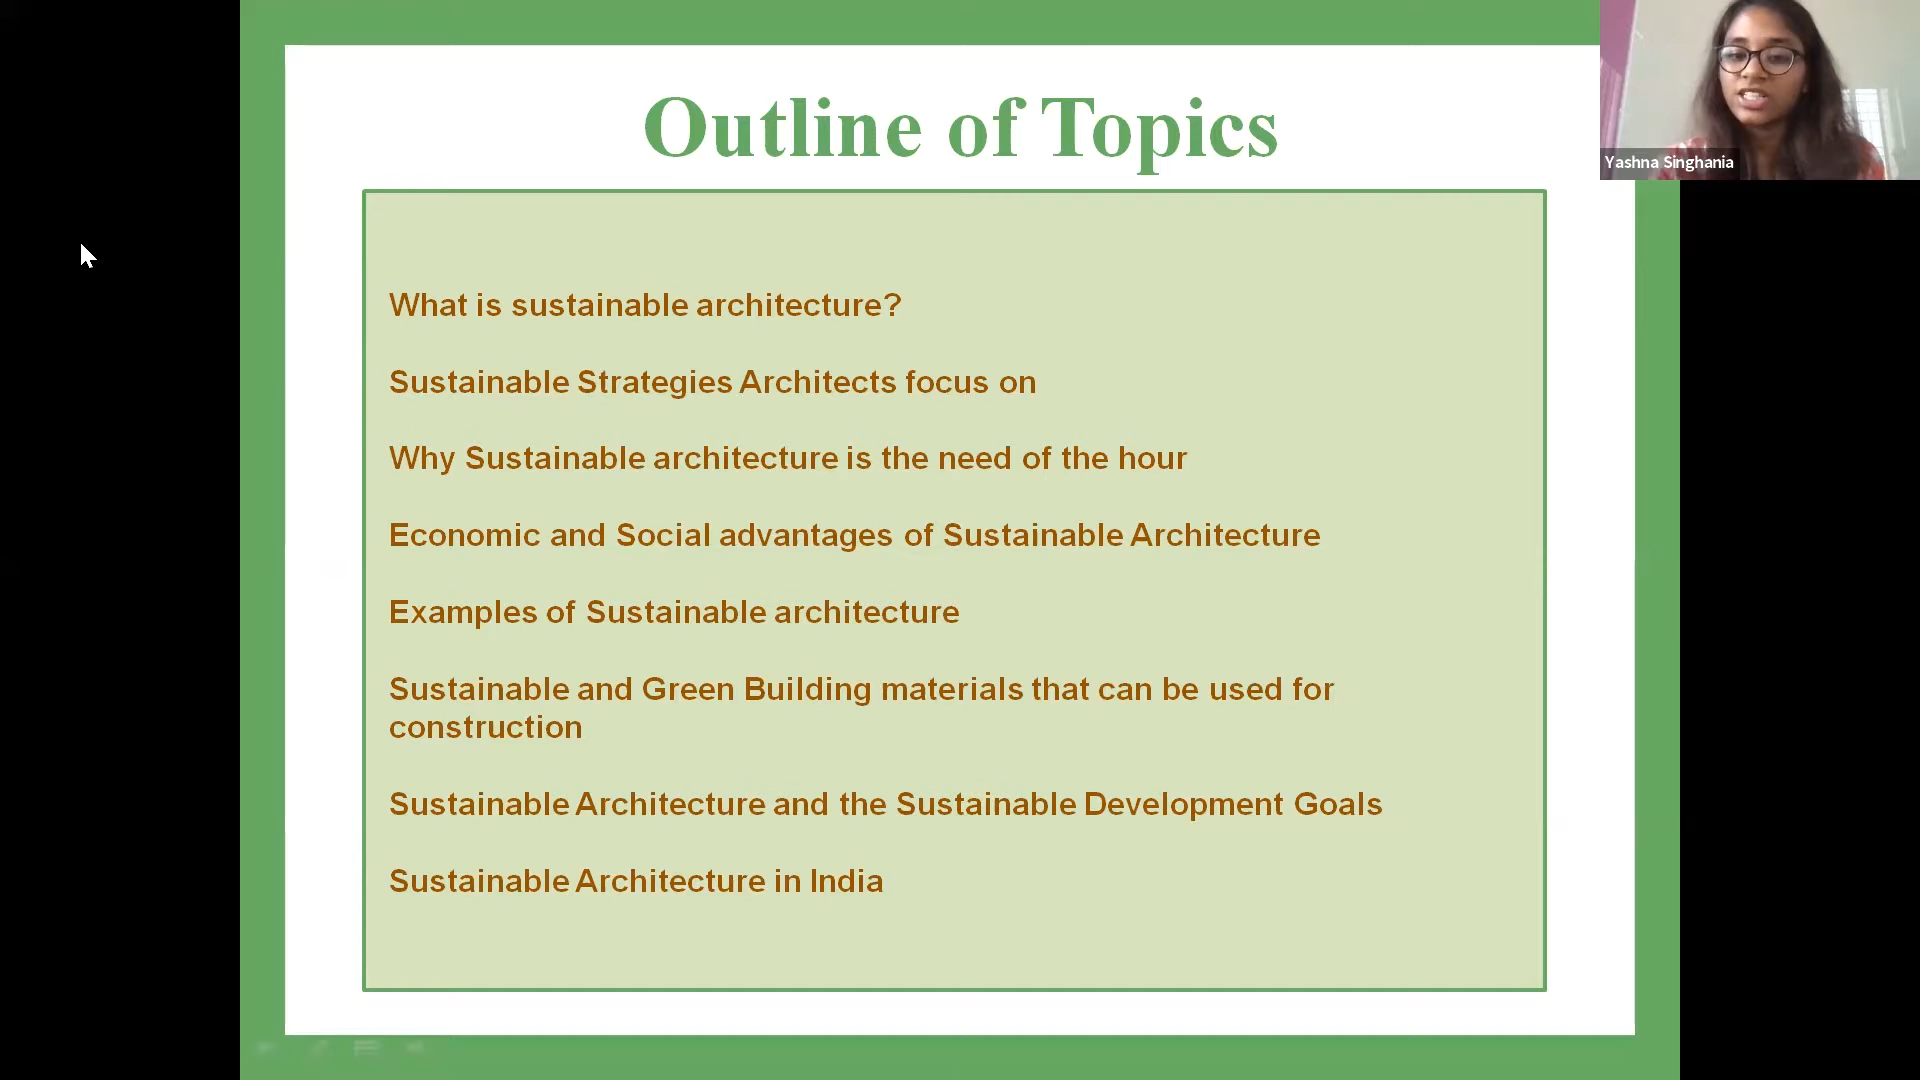 Outline of Topics
Yashna Singhania
What is sustainable architecture?
Sustainable Strategies Architects focus on
Why Sustainable architecture is the need of the hour
Economic and Social advantages of Sustainable Architecture
Examples of Sustainable architecture
Sustainable and Green Building materials that can be used for
construction
Sustainable Architecture and the Sustainable Development Goals
Sustainable Architecture in India